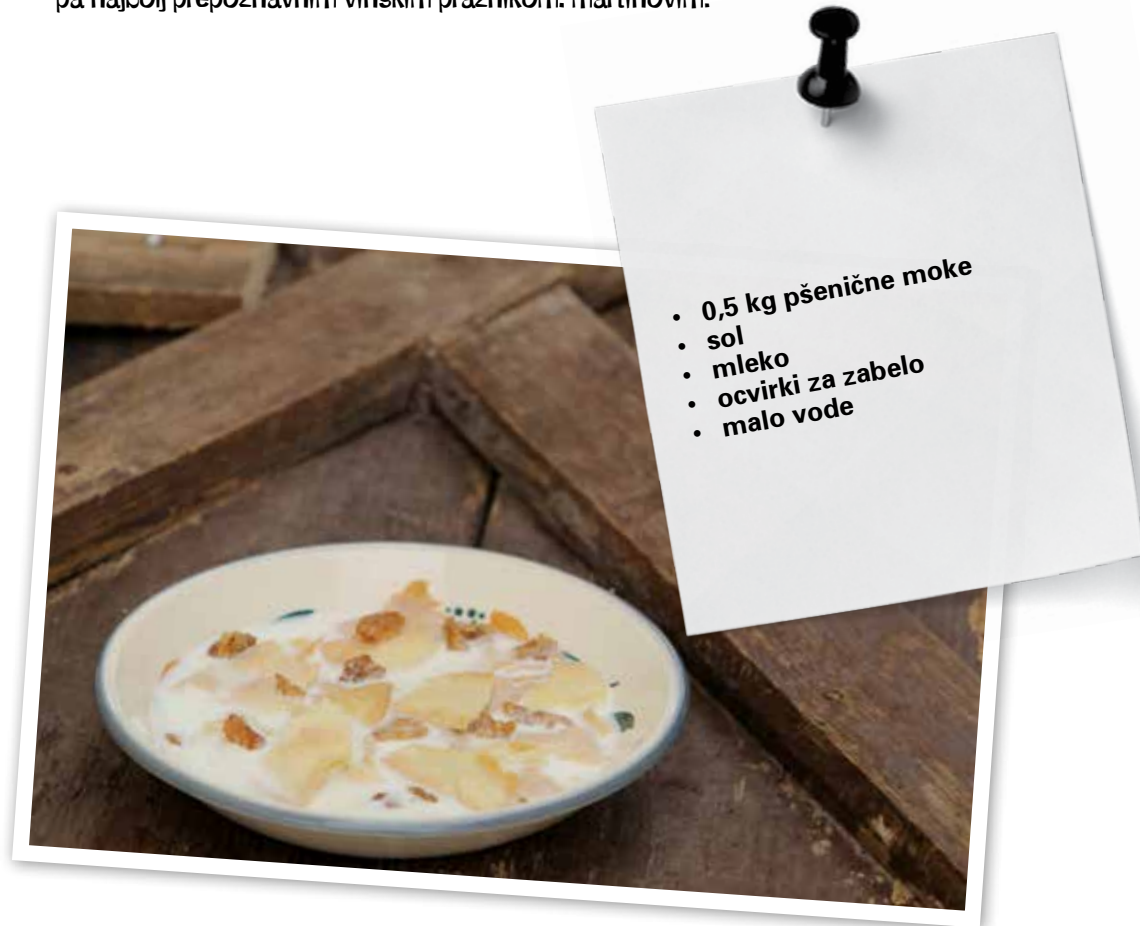 pa najbolj prepoznavnim vinskim praznikom: martinovim.
• 0,5 kg pšenične moke
• sol
• mleko
• ocvirki za zabelo
• malo vode